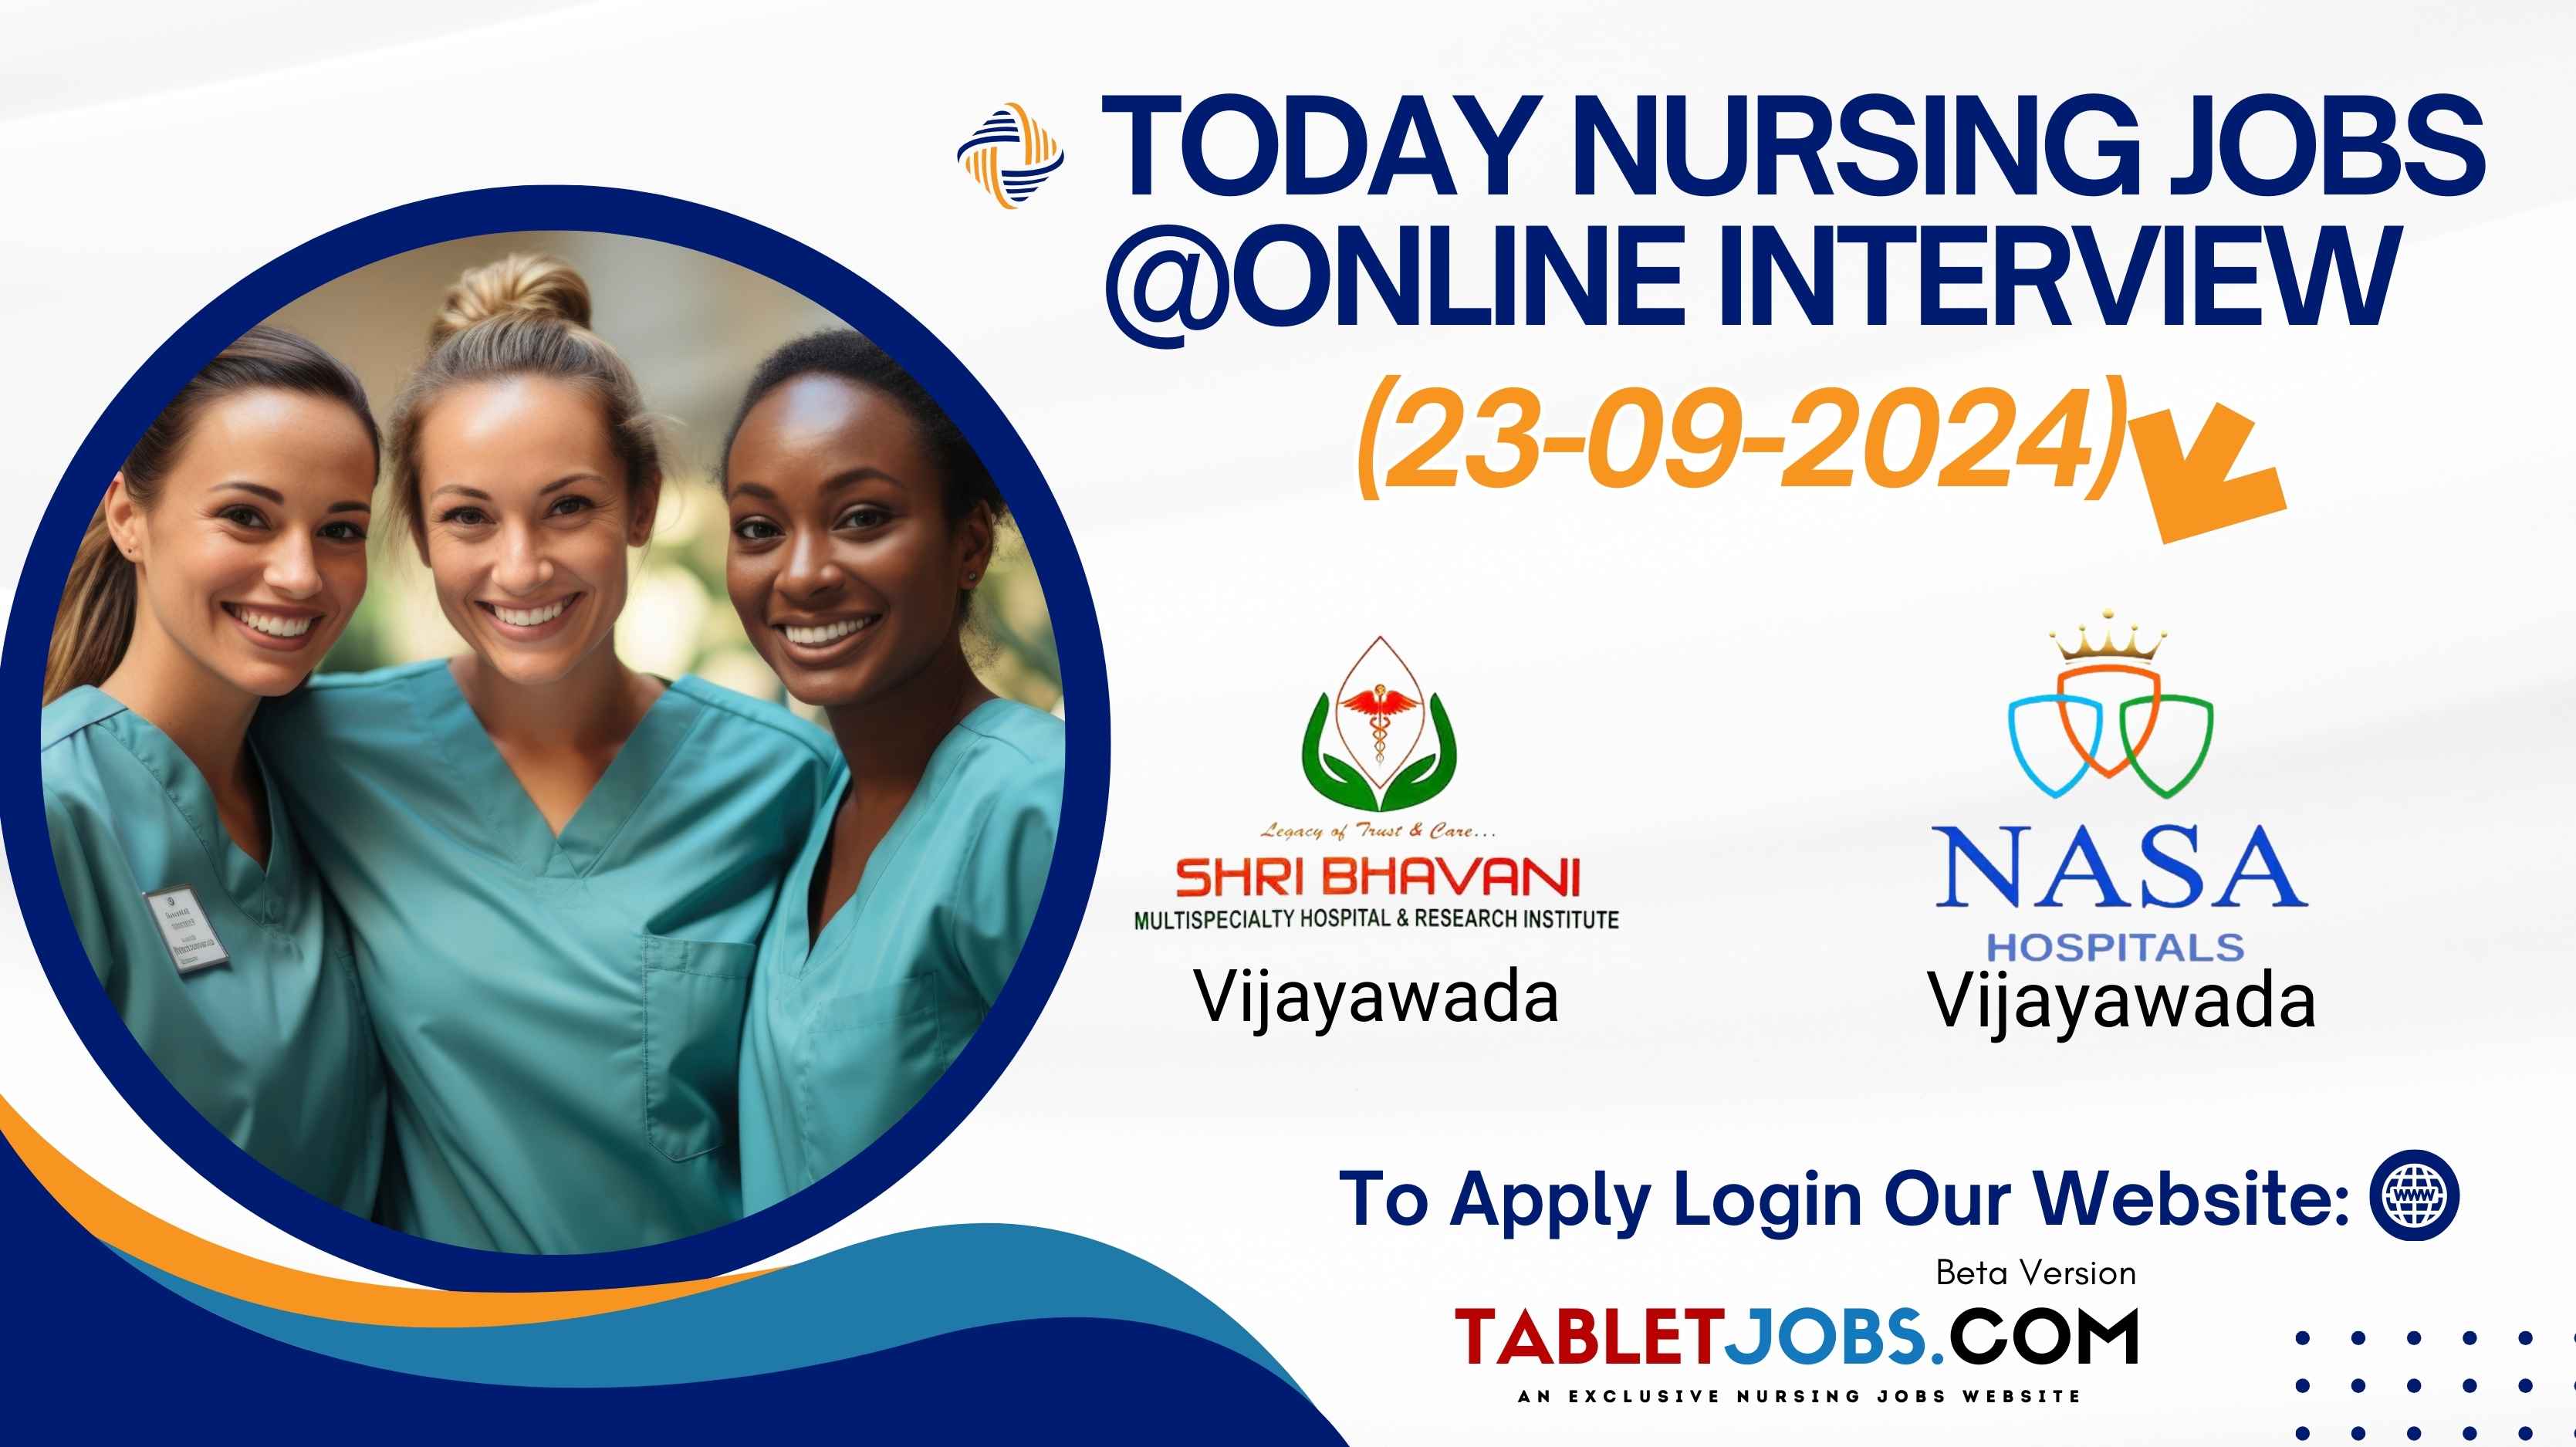 TODAY NURSING JOBS
@ONLINE INTERVIEW
(23-09-2024)
Legacy of Trust & Care...
SHRI BHAVANI
MULTISPECIALTY HOSPITAL & RESEARCH INSTITUTE
Vijayawada
NASA
HOSPITALS
Vijayawada
To Apply Login Our Website:
www
Beta Version
TABLETJOBS.COM
AN EXCLUSIVE NURSING JOBS WEBSITE